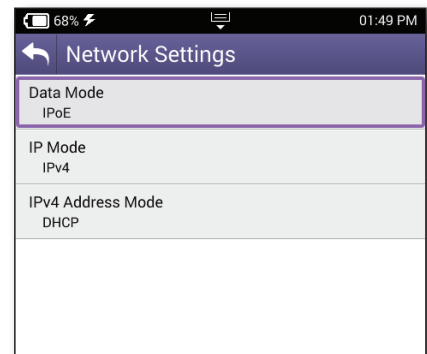 68% 01:49 PM
Network Settings
Data Mode
IPoE
IP Mode
IPv4
IPv4 Address Mode
DHCP